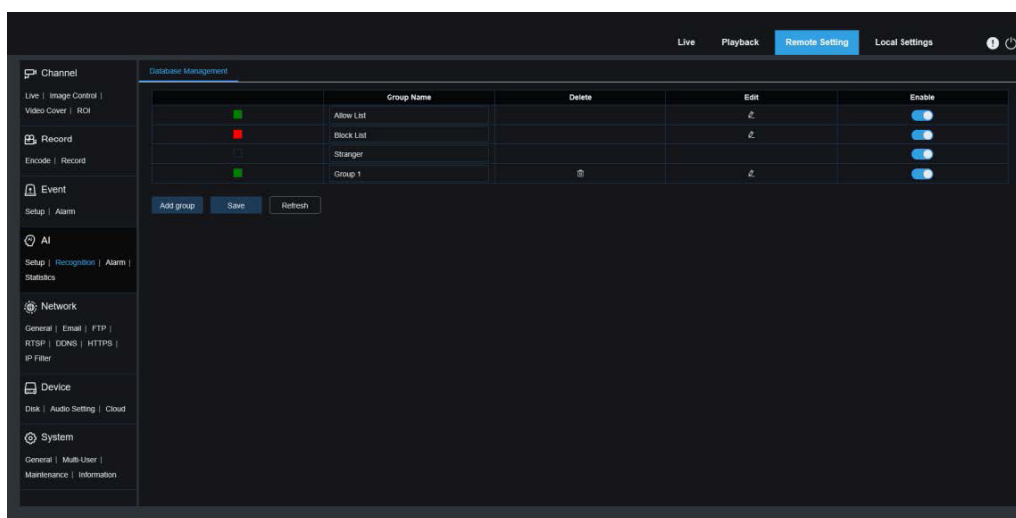 Live Playback Remote Setting Local Settings
Channel
Live | Image Control |
Video Cover | ROI
Record
Encode | Record
Event
Setup | Alarm
AI
Setup | Recognition | Alarm |
Statistics
Network
General | Email | FTP |
RTSP | DDNS | HTTPS |
IP Filter
Device
Disk | Audio Setting | Cloud
System
General | Multi-User |
Maintenance | Information
Database Management
Group Name Delete Edit Enable
Allow List
Block List
Stranger
Group 1
Add group Save Refresh